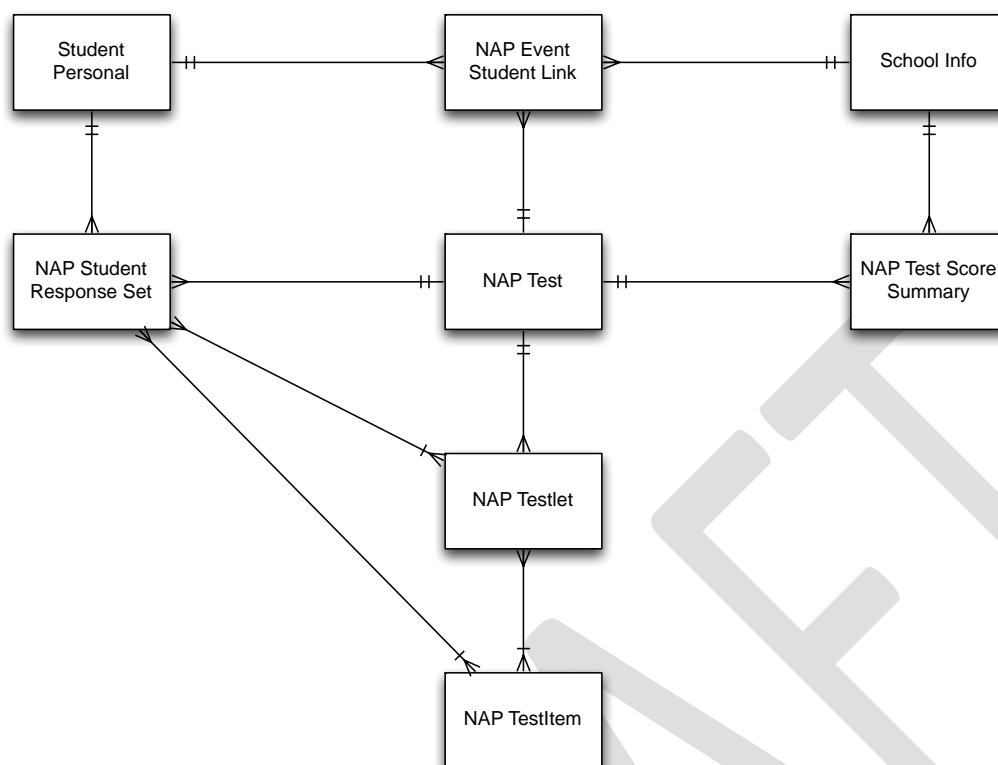 Student
Personal
NAP Event
Student Link
School Info
NAP Student
Response Set
NAP Test
NAP Test Score
Summary
NAP Testlet
NAP TestItem